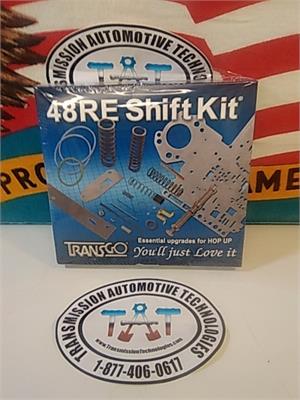 TRANSMISSION AUTOMOTIVE TECHNOLOGIES
48RE Shift Kit®
TRANSGO
Essential upgrades for HOP UP
You'll just Love it
TRANSMISSION AUTOMOTIVE TECHNOLOGIES
TAT
www.TransmissionTechnologies.com
1-877-406-0617